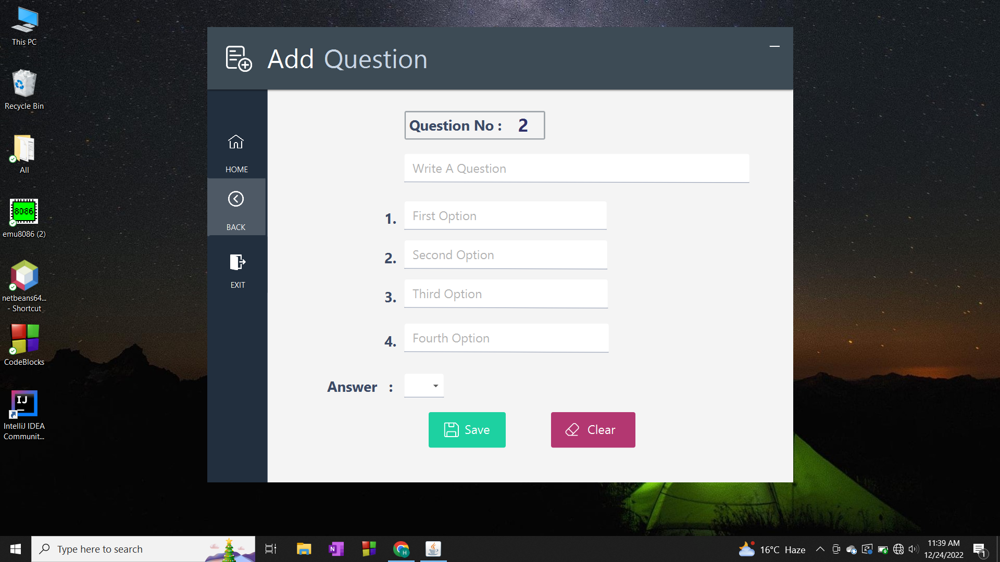 This PC
Recycle Bin
All
8086
emu8086 (2)
netbeans64...
- Shortcut
CodeBlocks
IJ
IntelliJ IDEA
Communit...
Add Question
HOME
BACK
EXIT
Question No : 2
Write A Question
1. First Option
2. Second Option
3. Third Option
4. Fourth Option
Answer :
Save
Clear
Type here to search
N
H
16°C Haze
11:39 AM
12/24/2022
1